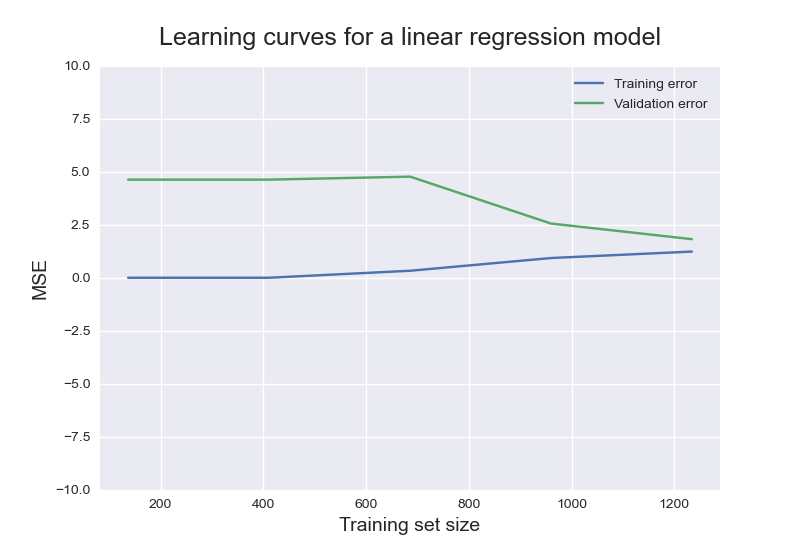 Learning curves for a linear regression model
10.0
7.5
5.0
2.5
0.0
−2.5
−5.0
−7.5
−10.0
MSE
Training error
Validation error
200 400 600 800 1000 1200
Training set size